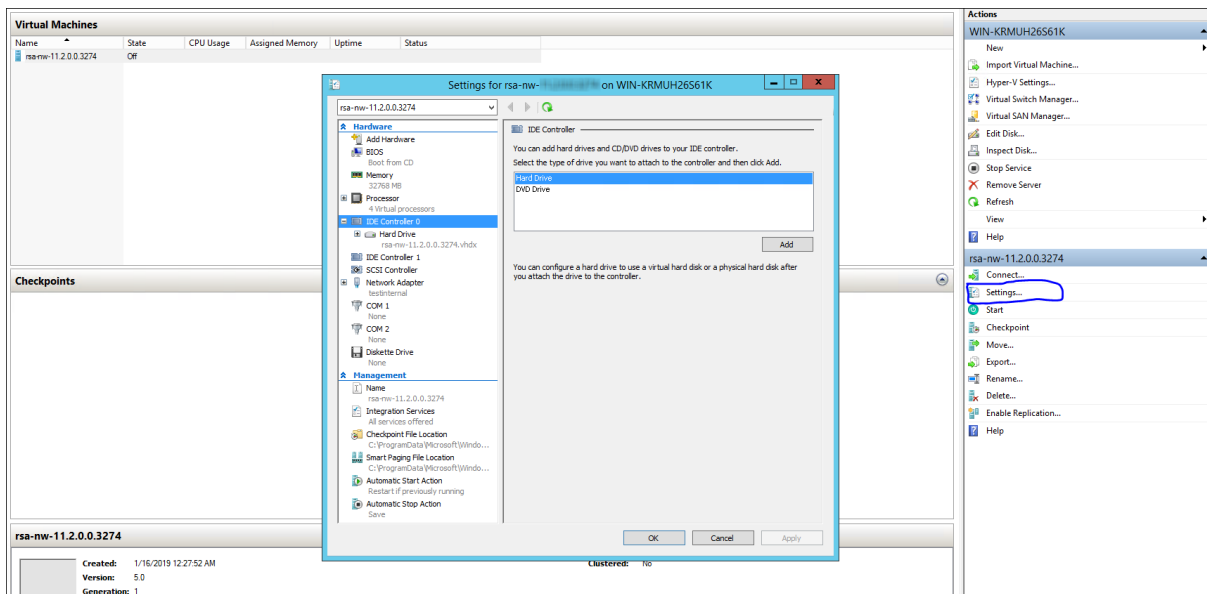 Virtual Machines
Name State CPU Usage Assigned Memory Uptime Status
rsa-nw-11.2.0.0.3274 Off
Checkpoints
rsa-nw-11.2.0.0.3274
Created: 1/16/2019 12:27:52 AM
Version: 5.0
Generation: 1
Clustered: No
Settings for rsa-nw- on WIN-KRMUH26S61K
rsa-nw-11.2.0.0.3274
Hardware
Add Hardware
BIOS
Boot from CD
Memory
32768 MB
Processor
4 Virtual processors
IDE Controller 0
Hard Drive
rsa-nw-11.2.0.0.3274.vhdx
IDE Controller 1
SCSI Controller
Network Adapter
testinternal
COM 1
None
COM 2
None
Diskette Drive
None
Management
Name
rsa-nw-11.2.0.0.3274
Integration Services
All services offered
Checkpoint File Location
C:\ProgramData\Microsoft\Windo...
Smart Paging File Location
C:\ProgramData\Microsoft\Windo...
Automatic Start Action
Restart if previously running
Automatic Stop Action
Save
IDE Controller
You can add hard drives and CD/DVD drives to your IDE controller.
Select the type of drive you want to attach to the controller and then click Add.
Hard Drive
DVD Drive
Add
You can configure a hard drive to use a virtual hard disk or a physical hard disk after
you attach the drive to the controller.
OK Cancel Apply
Actions
WIN-KRMUH26S61K
New
Import Virtual Machine...
Hyper-V Settings...
Virtual Switch Manager...
Virtual SAN Manager...
Edit Disk...
Inspect Disk...
Stop Service
Remove Server
Refresh
View
Help
rsa-nw-11.2.0.0.3274
Connect...
Settings...
Start
Checkpoint
Move...
Export...
Rename...
Delete...
Enable Replication...
Help